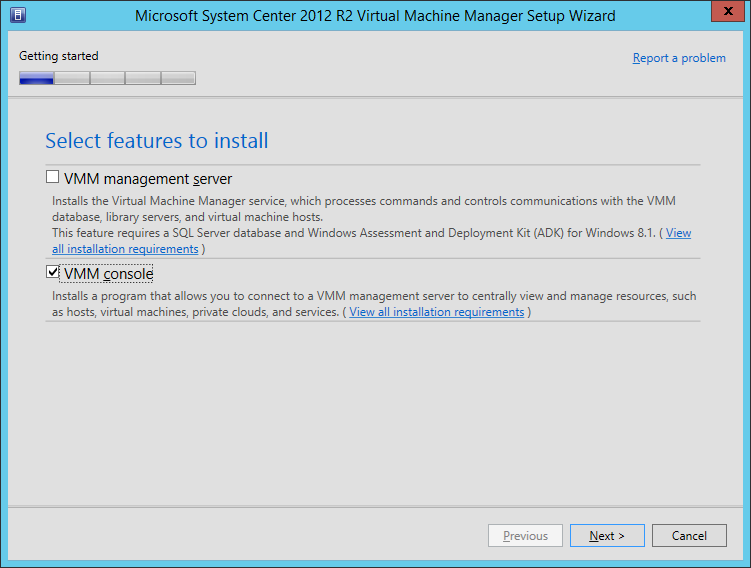 Microsoft System Center 2012 R2 Virtual Machine Manager Setup Wizard
x
Getting started
Report a problem
Select features to install
VMM management server
Installs the Virtual Machine Manager service, which processes commands and controls communications with the VMM
database, library servers, and virtual machine hosts.
This feature requires a SQL Server database and Windows Assessment and Deployment Kit (ADK) for Windows 8.1. ( View
all installation requirements )
VMM console
Installs a program that allows you to connect to a VMM management server to centrally view and manage resources, such
as hosts, virtual machines, private clouds, and services. ( View all installation requirements )
Previous
Next >
Cancel